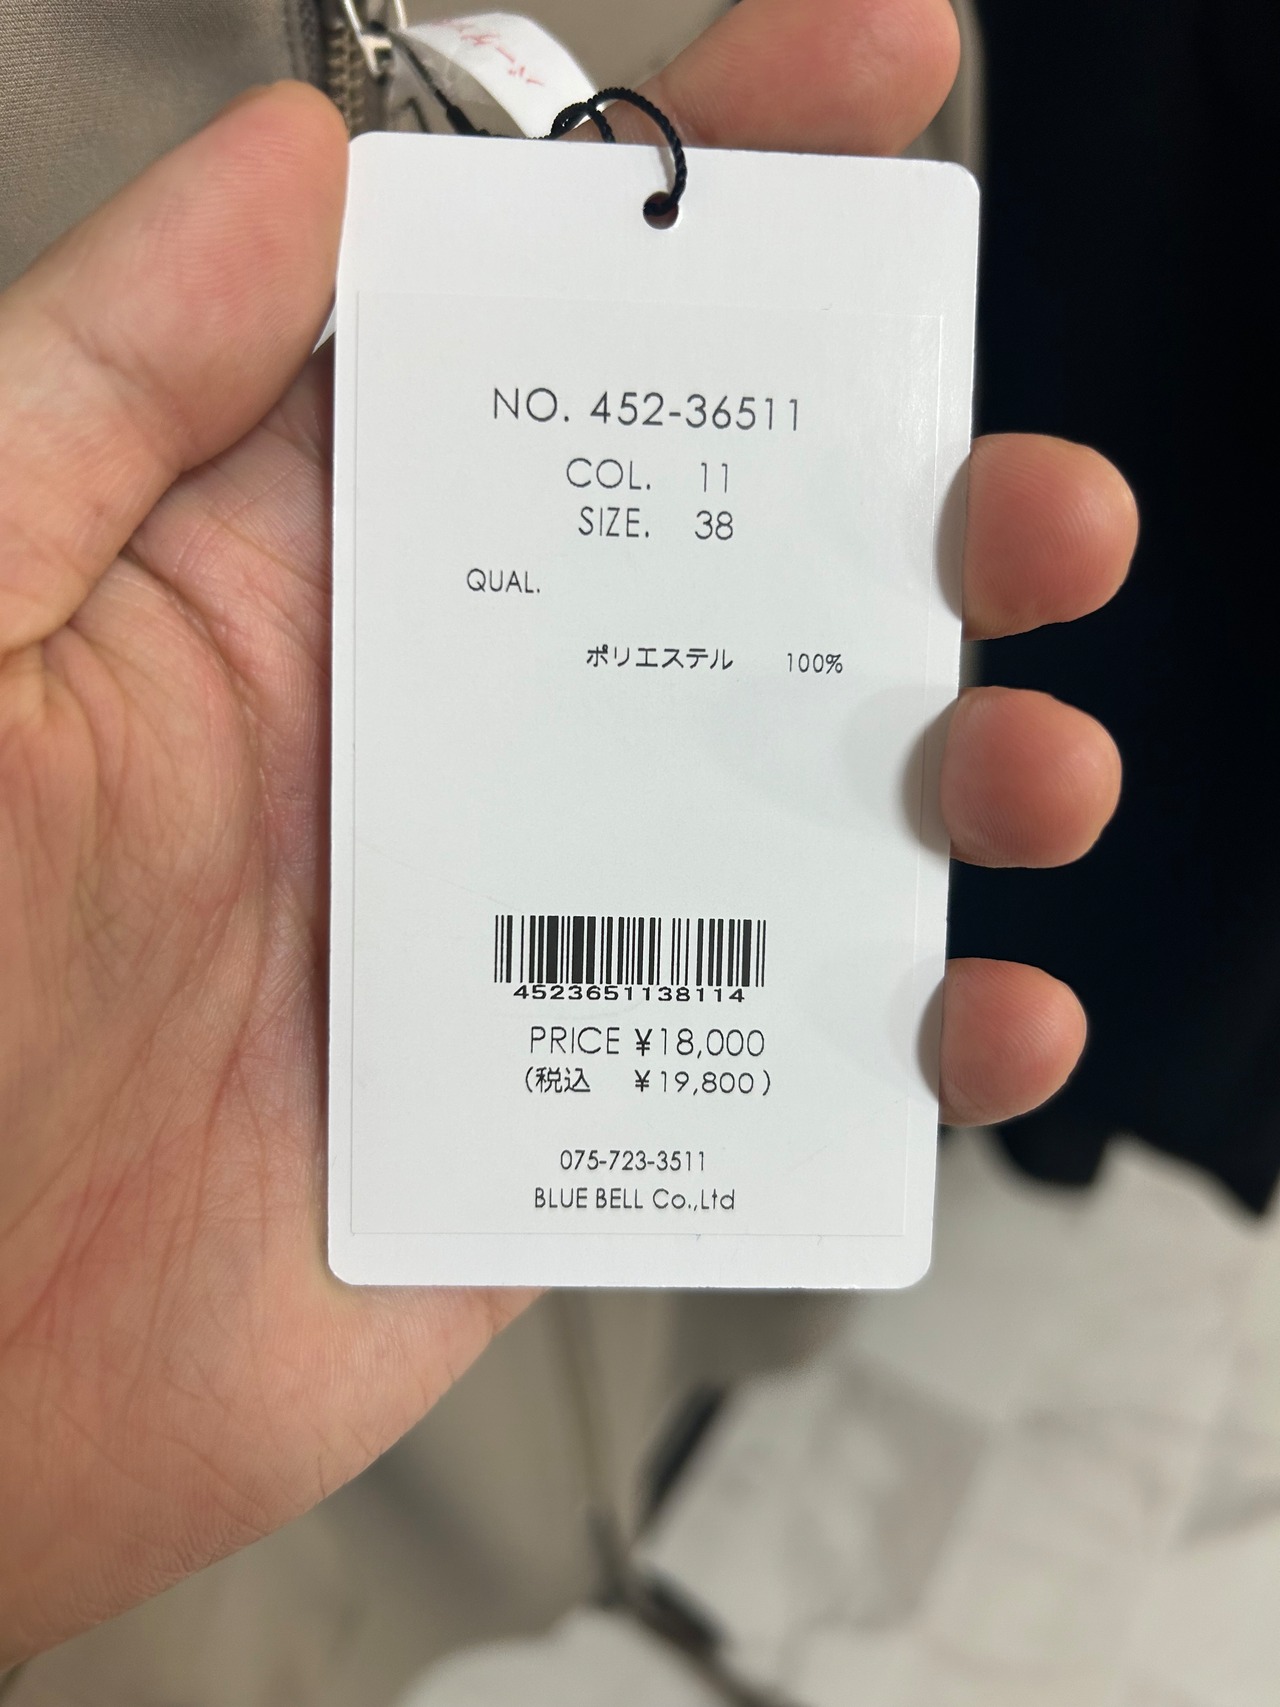 NO. 452-36511
COL. 11
SIZE. 38
QUAL.
ポリエステル 100%
4523651138114
PRICE ¥18,000
(税込 ¥19,800)
075-723-3511
BLUE BELL Co.,Ltd